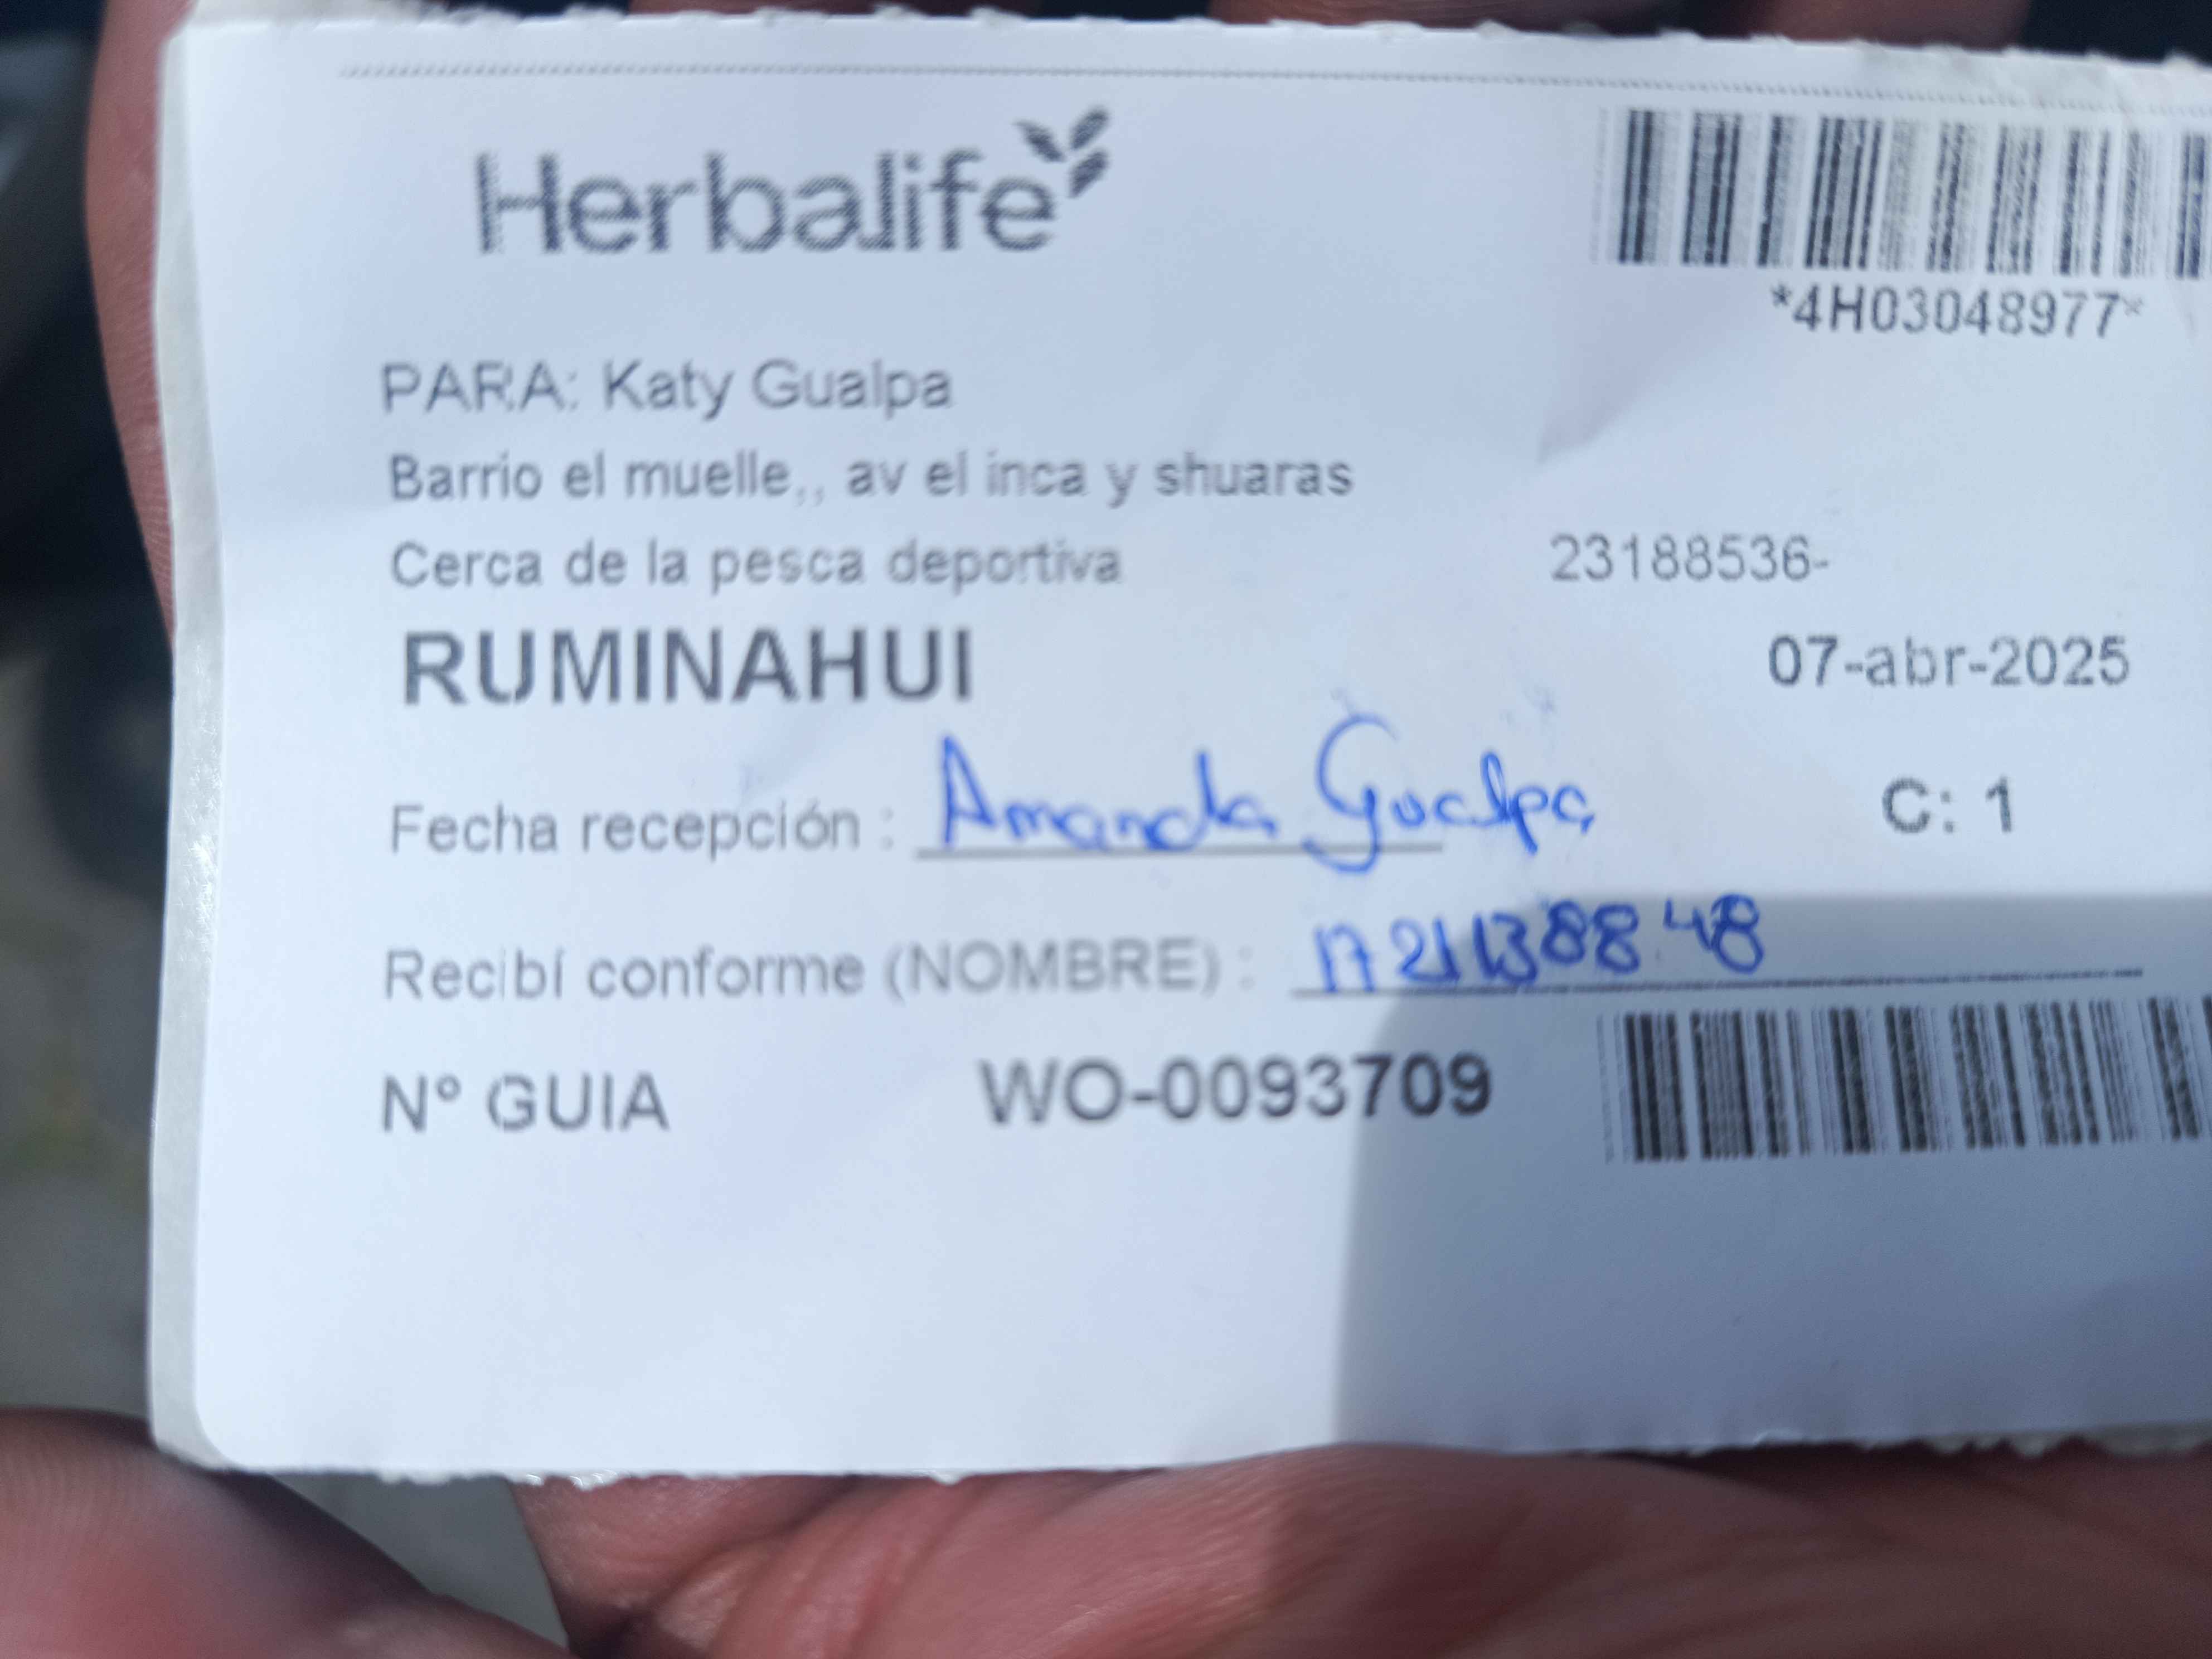 Herbalife
*4H03048977*
PARA: Katy Gualpa
Barrio el muelle,, av el inca y shuaras
Cerca de la pesca deportiva
23188536-
RUMINAHUI
07-abr-2025
Fecha recepción : Amanda Gualpa
C: 1
Recibí conforme (NOMBRE) : 1721138848
Nº GUIA WO-0093709